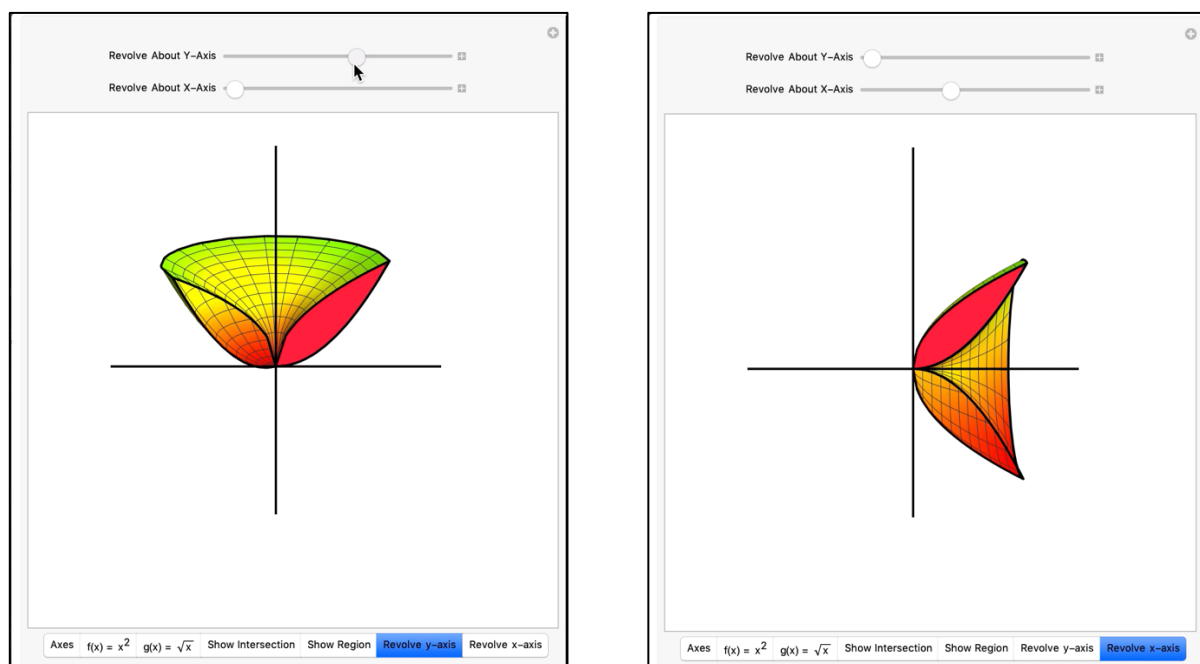 Revolve About Y-Axis
Revolve About X-Axis
Axes f(x) = x² g(x) = √x Show Intersection Show Region Revolve y-axis Revolve x-axis
Revolve About Y-Axis
Revolve About X-Axis
Axes f(x) = x² g(x) = √x Show Intersection Show Region Revolve y-axis Revolve x-axis